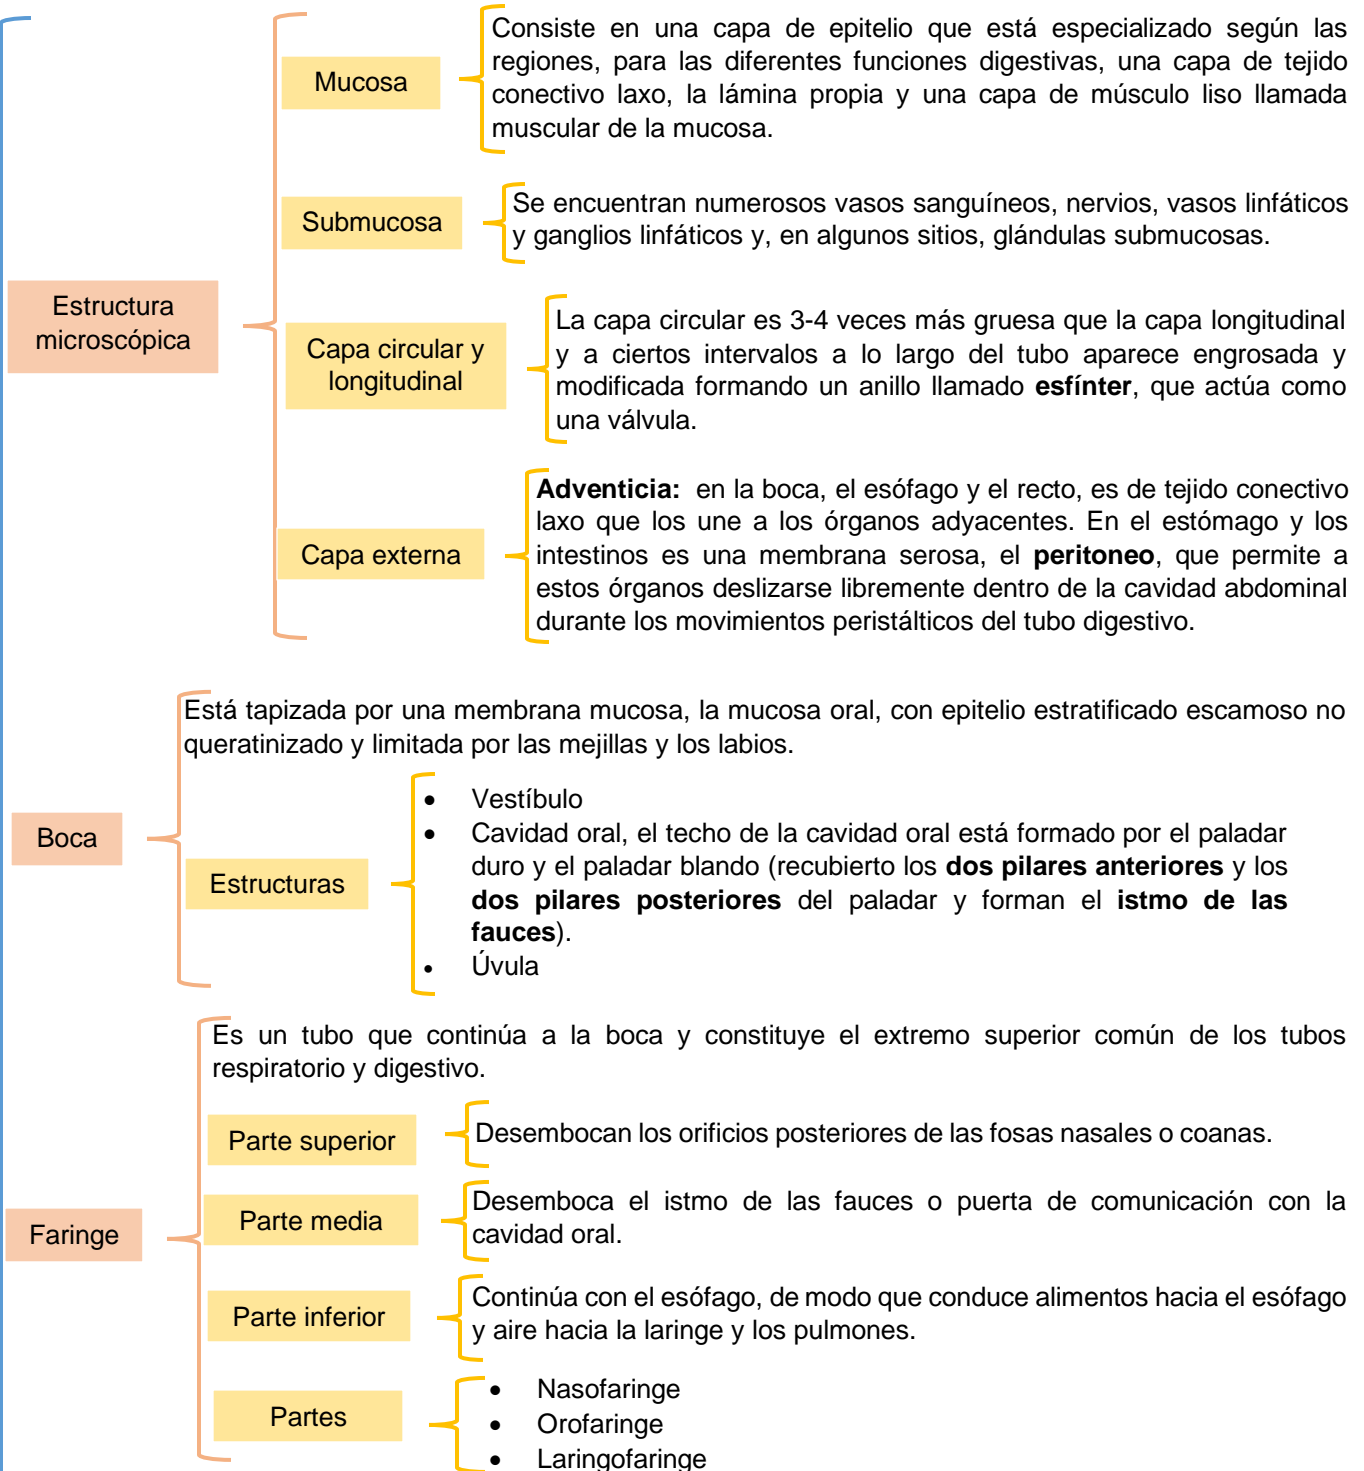 Estructura
microscópica
Mucosa
Consiste en una capa de epitelio que está especializado según las
regiones, para las diferentes funciones digestivas, una capa de tejido
conectivo laxo, la lámina propia y una capa de músculo liso llamada
muscular de la mucosa.
Submucosa
Se encuentran numerosos vasos sanguíneos, nervios, vasos linfáticos
y ganglios linfáticos y, en algunos sitios, glándulas submucosas.
Capa circular y
longitudinal
La capa circular es 3-4 veces más gruesa que la capa longitudinal
y a ciertos intervalos a lo largo del tubo aparece engrosada y
modificada formando un anillo llamado esfínter, que actúa como
una válvula.
Capa externa
Adventicia: en la boca, el esófago y el recto, es de tejido conectivo
laxo que los une a los órganos adyacentes. En el estómago y los
intestinos es una membrana serosa, el peritoneo, que permite a
estos órganos deslizarse libremente dentro de la cavidad abdominal
durante los movimientos peristálticos del tubo digestivo.
Boca
Está tapizada por una membrana mucosa, la mucosa oral, con epitelio estratificado escamoso no
queratinizado y limitada por las mejillas y los labios.
Estructuras
• Vestíbulo
• Cavidad oral, el techo de la cavidad oral está formado por el paladar
duro y el paladar blando (recubierto los dos pilares anteriores y los
dos pilares posteriores del paladar y forman el istmo de las
fauces).
• Úvula
Faringe
Es un tubo que continúa a la boca y constituye el extremo superior común de los tubos
respiratorio y digestivo.
Parte superior
Desembocan los orificios posteriores de las fosas nasales o coanas.
Parte media
Desemboca el istmo de las fauces o puerta de comunicación con la
cavidad oral.
Parte inferior
Continúa con el esófago, de modo que conduce alimentos hacia el esófago
y aire hacia la laringe y los pulmones.
Partes
• Nasofaringe
• Orofaringe
• Laringofaringe